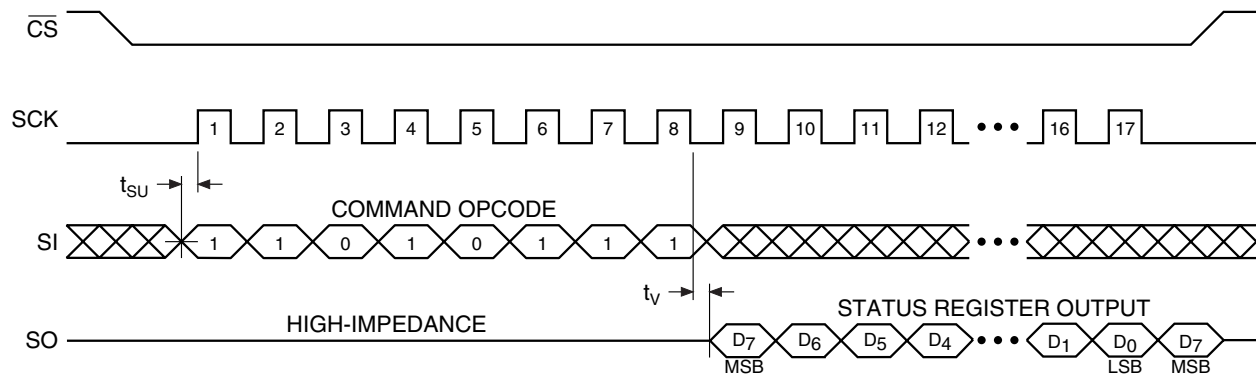 CS
SCK 1 2 3 4 5 6 7 8 9 10 11 12 ••• 16 17
tSU
COMMAND OPCODE
SI 1 1 0 1 0 1 1 1 •••
tV
HIGH-IMPEDANCE STATUS REGISTER OUTPUT
SO D7 D6 D5 D4 ••• D1 D0 D7
MSB LSB MSB